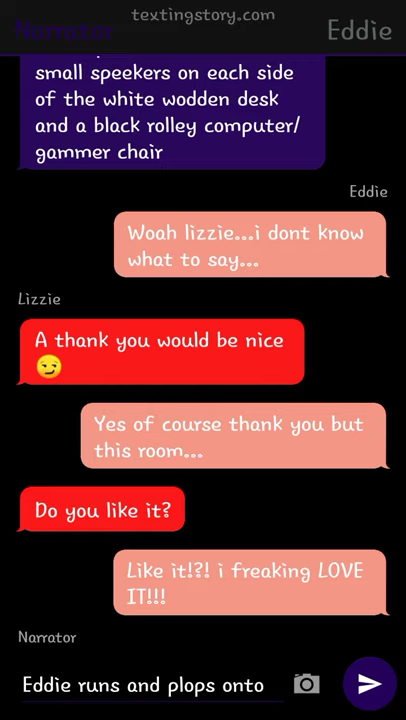 textingstory.com
Narrator
Eddie
small speekers on each side
of the white wodden desk
and a black rolley computer/
gammer chair
Eddie
Woah lizzie...i dont know
what to say...
Lizzie
A thank you would be nice
😏
Yes of course thank you but
this room...
Do you like it?
Like it!?! i freaking LOVE
IT!!!
Narrator
Eddie runs and plops onto